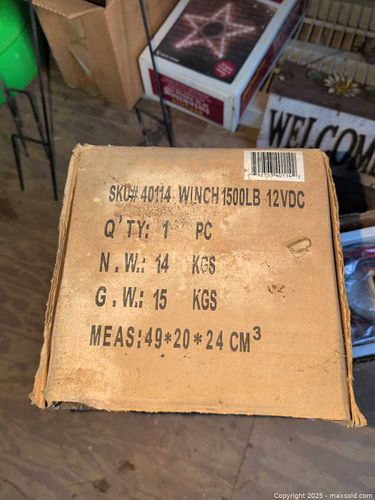 WELCOM
SKU# 40114 WINCH 1500LB 12VDC
Q'TY: 1 PC
N.W.: 14 KGS
G.W.: 15 KGS
MEAS: 49*20*24 CM³
Copyright © 2025 - maxsold.com